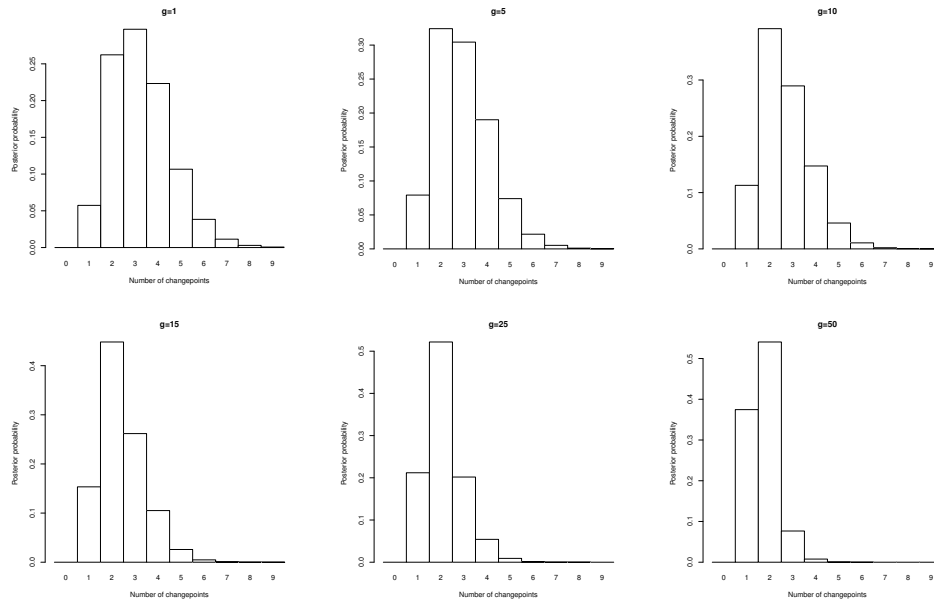 g=1
Posterior probability
0.00 0.05 0.10 0.15 0.20 0.25
0 1 2 3 4 5 6 7 8 9
Number of changepoints
g=5
Posterior probability
0.00 0.05 0.10 0.15 0.20 0.25 0.30
0 1 2 3 4 5 6 7 8 9
Number of changepoints
g=10
Posterior probability
0.0 0.1 0.2 0.3
0 1 2 3 4 5 6 7 8 9
Number of changepoints
g=15
Posterior probability
0.0 0.1 0.2 0.3 0.4
0 1 2 3 4 5 6 7 8 9
Number of changepoints
g=25
Posterior probability
0.0 0.1 0.2 0.3 0.4 0.5
0 1 2 3 4 5 6 7 8 9
Number of changepoints
g=50
Posterior probability
0.0 0.1 0.2 0.3 0.4 0.5
0 1 2 3 4 5 6 7 8 9
Number of changepoints